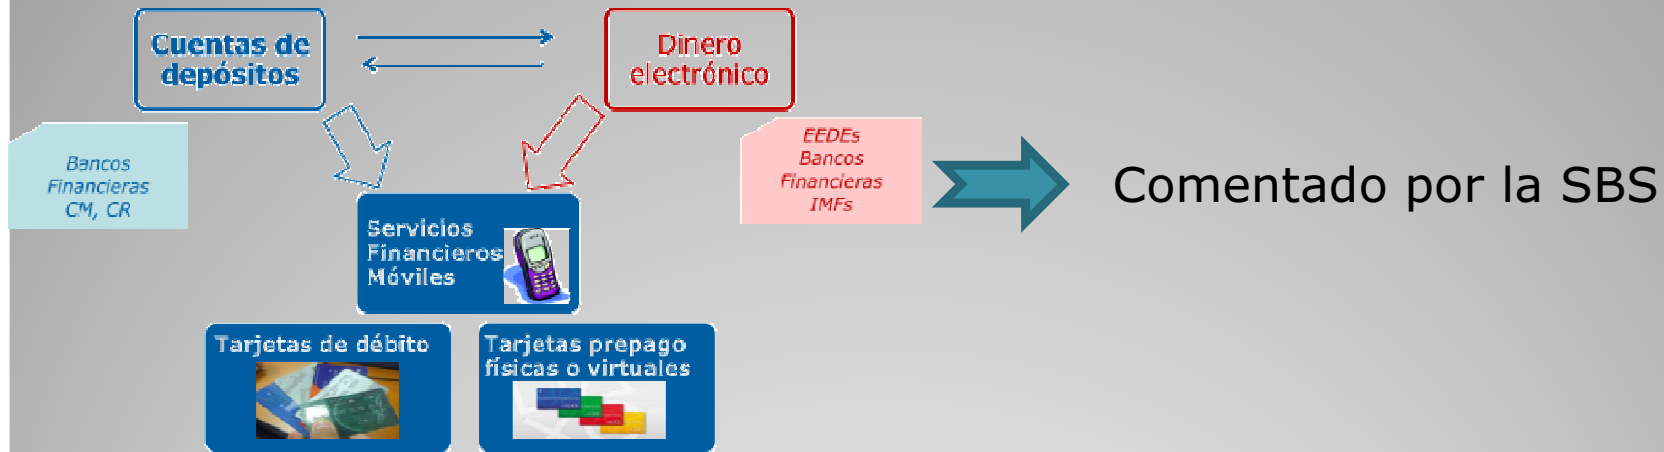 Cuentas de
depósitos
Dinero
electrónico
Bancos
Financieras
CM, CR
EEDEs
Bancos
Financieras
IMFs
Comentado por la SBS
Servicios
Financieros
Móviles
Tarjetas de débito
Tarjetas prepago
físicas o virtuales